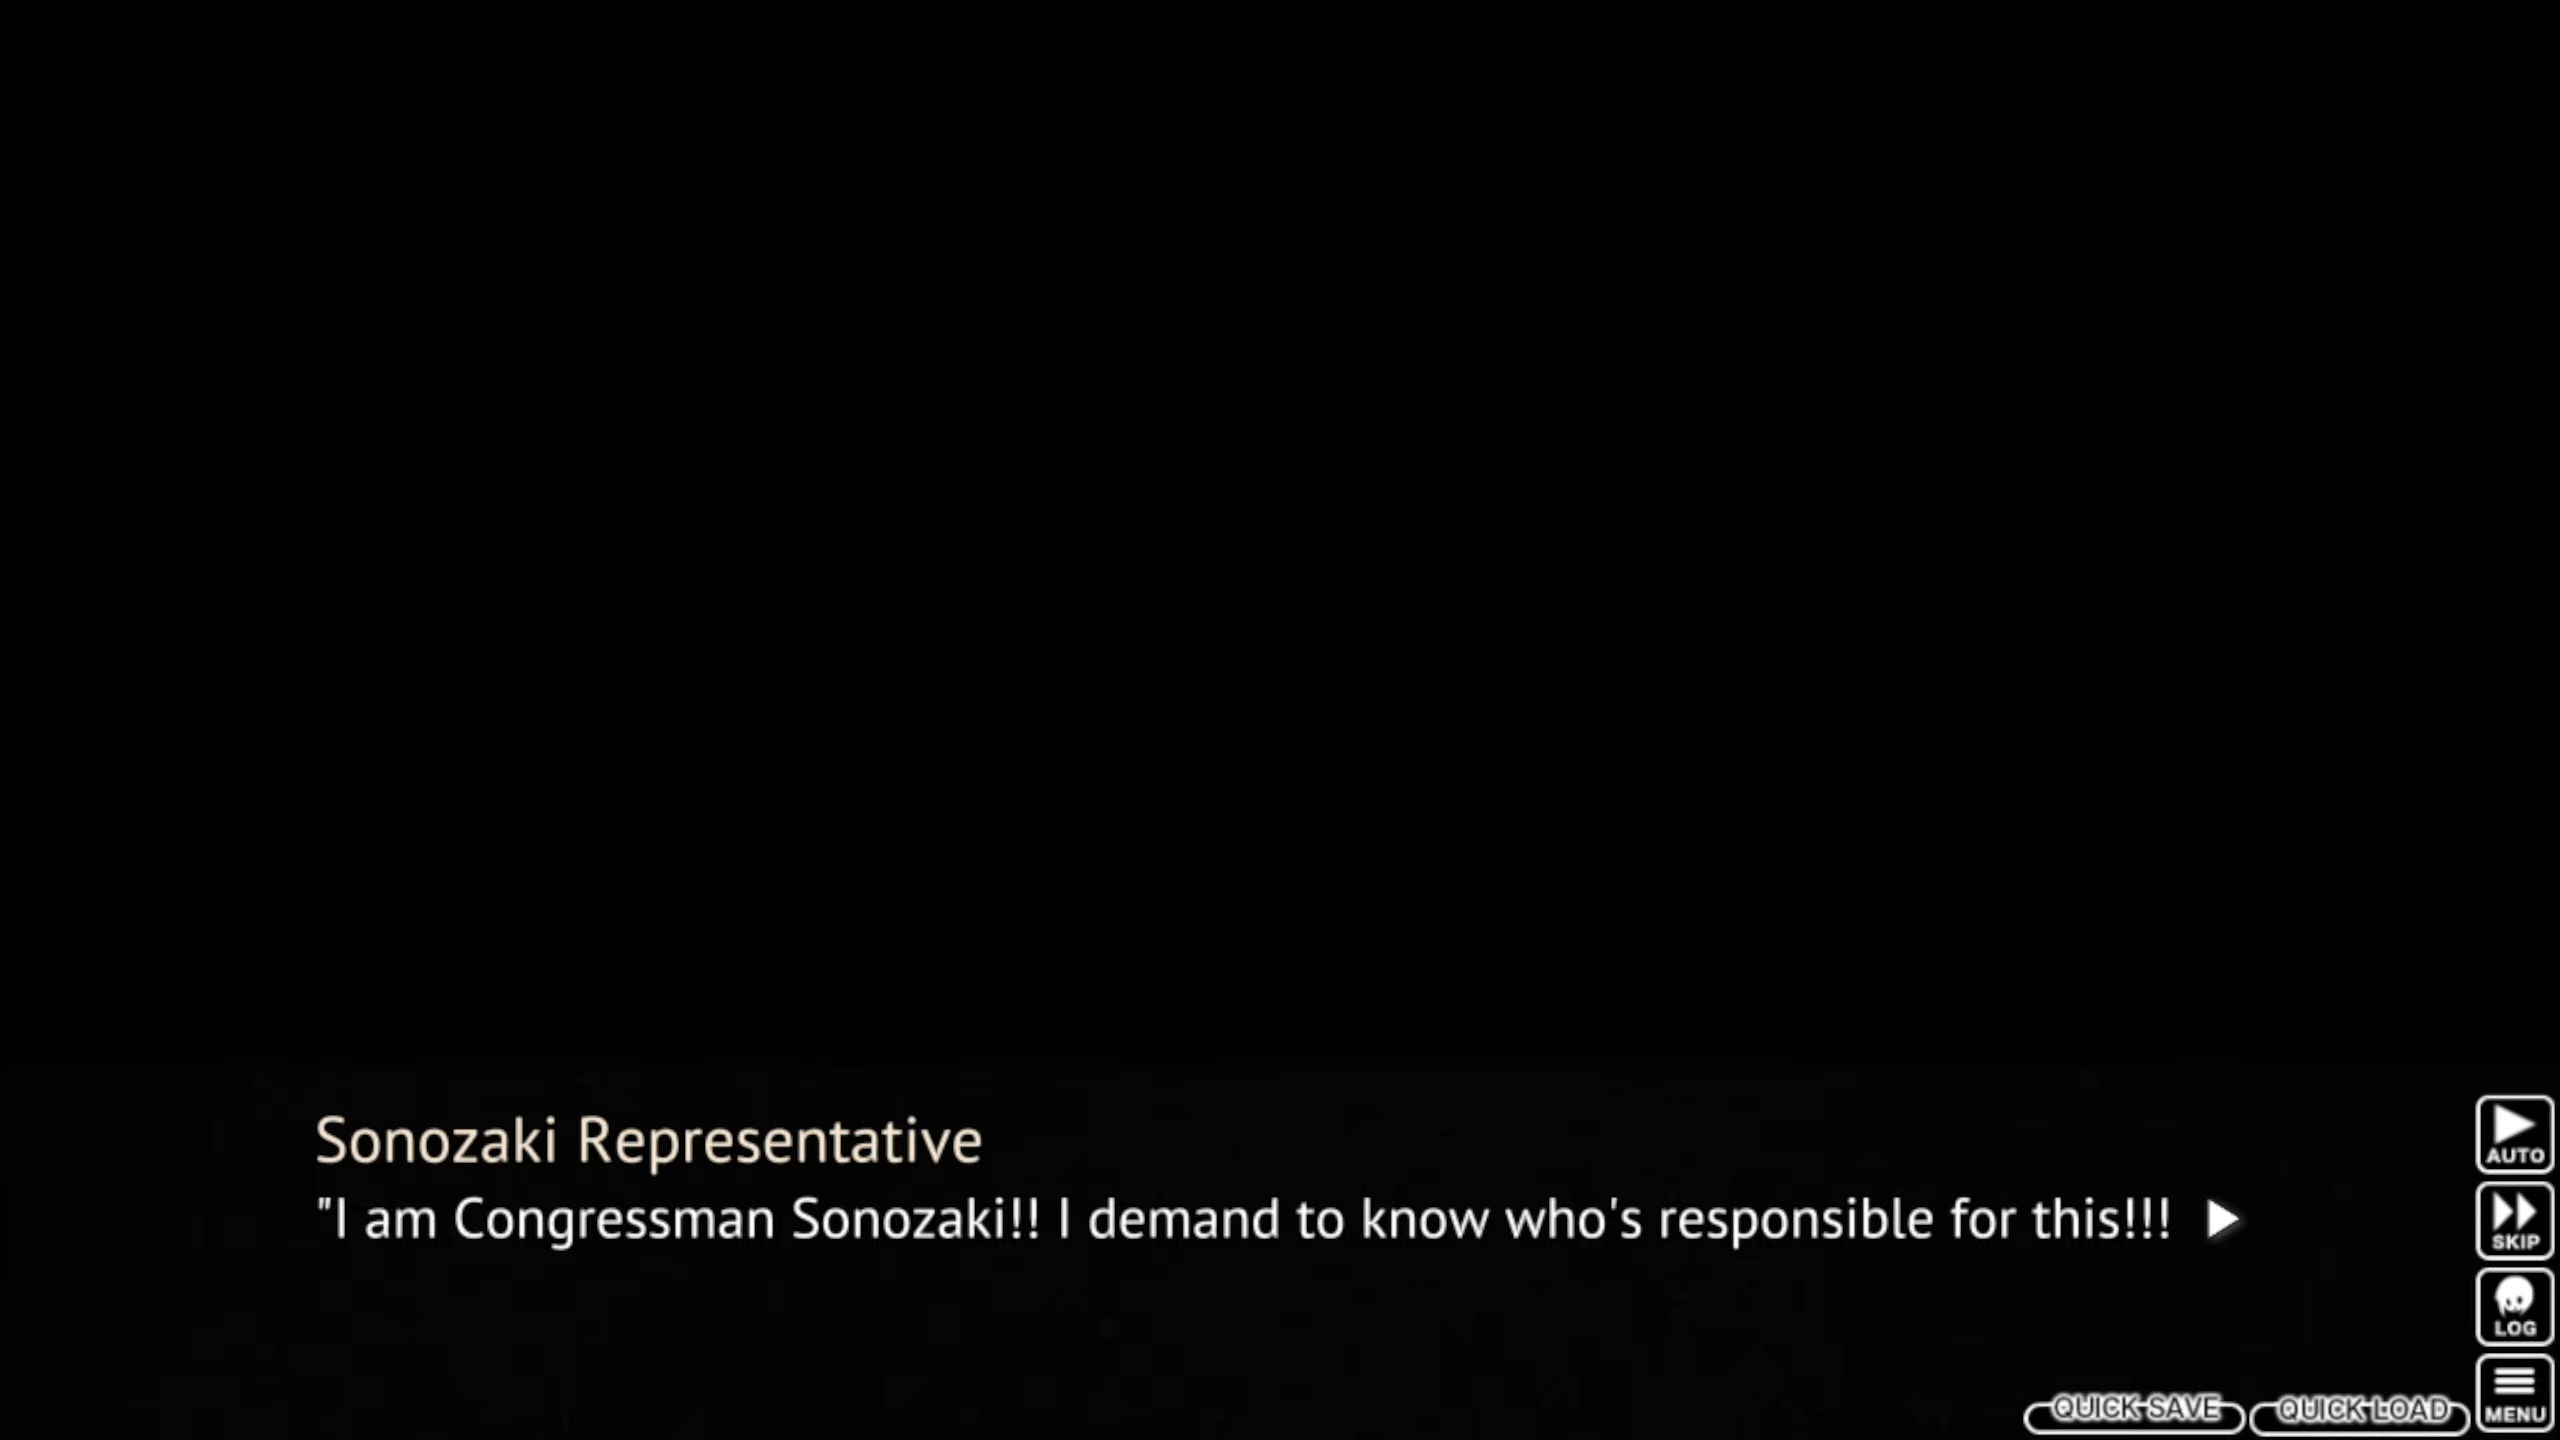 Sonozaki Representative
"I am Congressman Sonozaki!! I demand to know who's responsible for this!!!
AUTO
SKIP
LOG
MENU
QUICK SAVE
QUICK LOAD